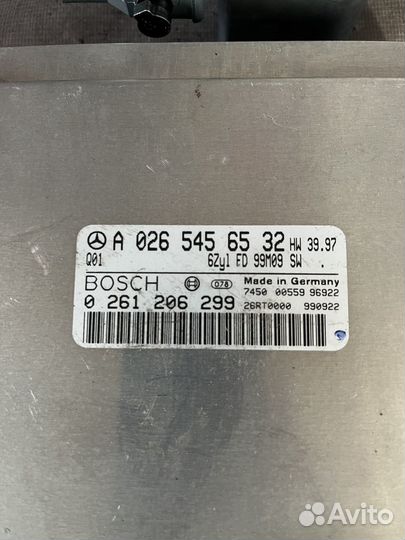 A 026 545 65 32 HW 39.97
Q01 6Zyl FD 99M09 SW .
BOSCH 078 Made in Germany
7450 00559 96922
0 261 206 299 26RT0000 990922
Avito